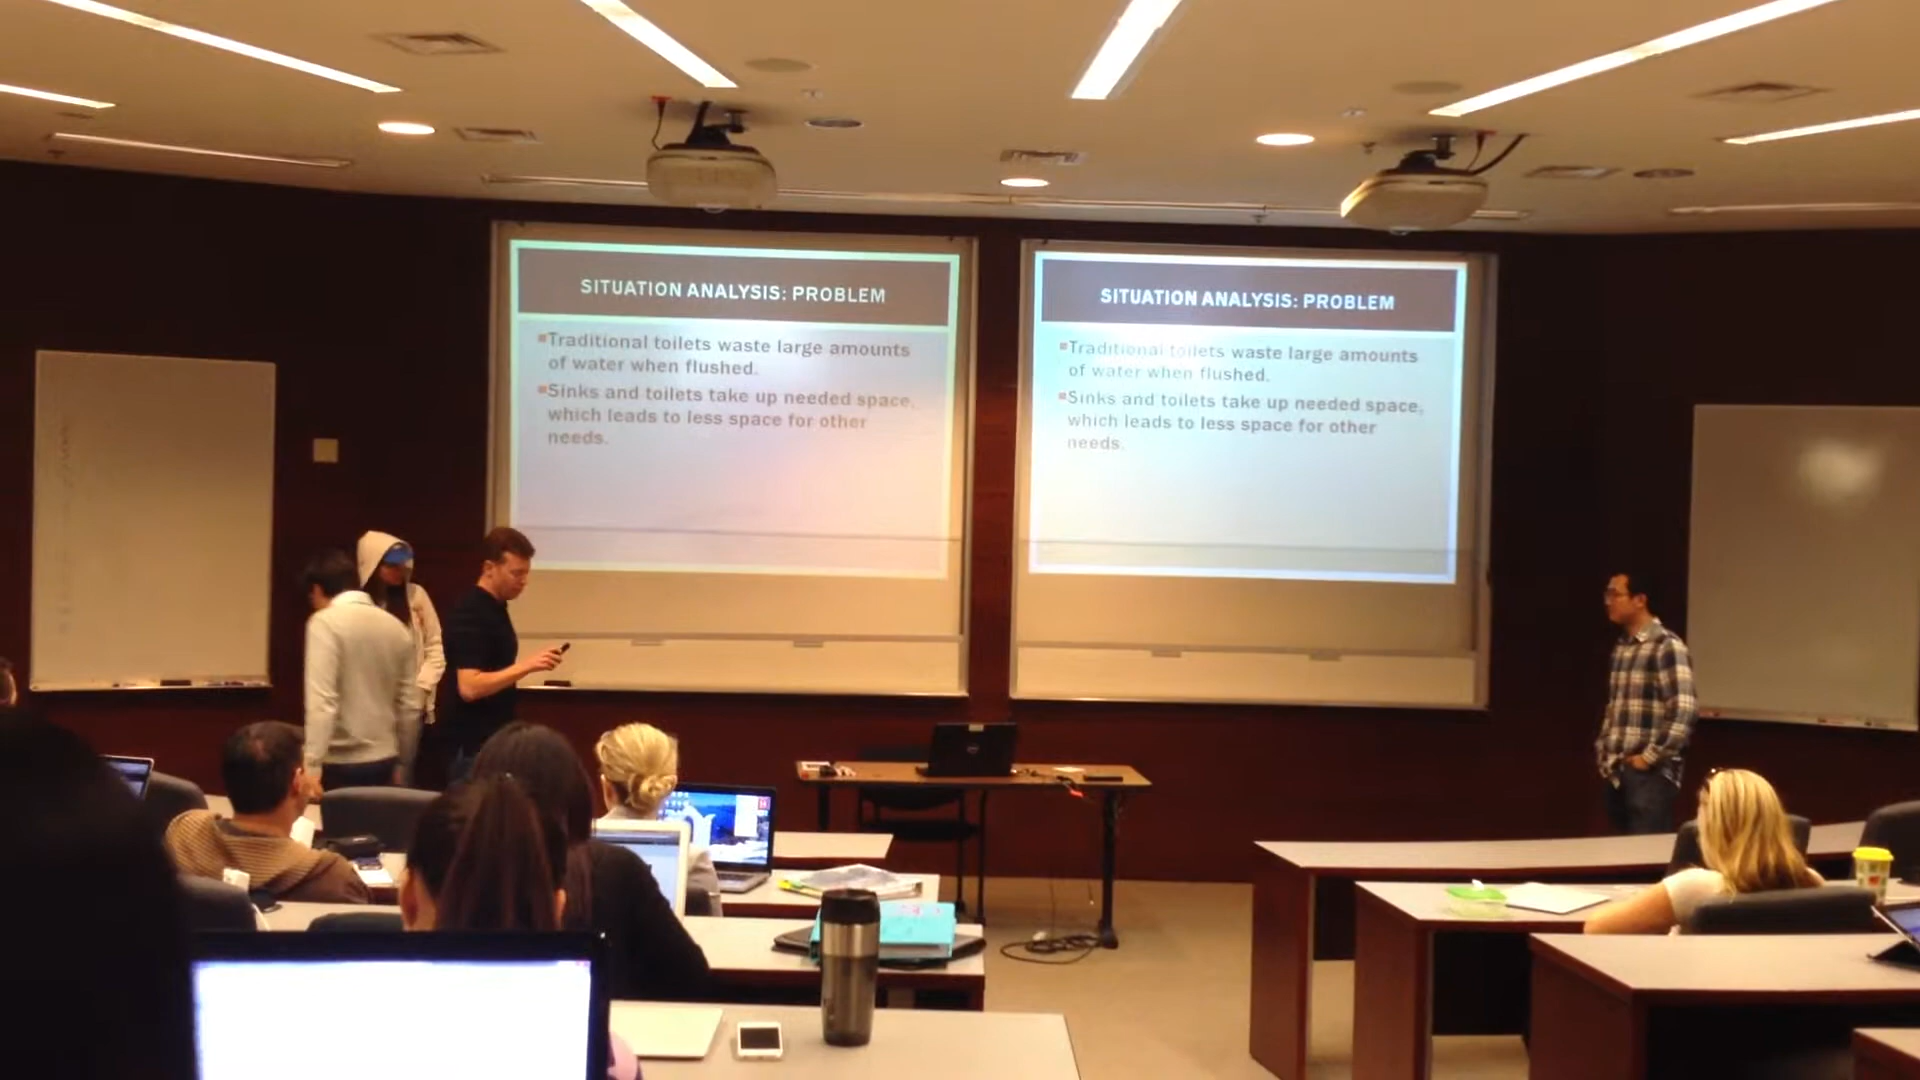 SITUATION ANALYSIS: PROBLEM
▪Traditional toilets waste large amounts
of water when flushed.
▪Sinks and toilets take up needed space,
which leads to less space for other
needs.
SITUATION ANALYSIS: PROBLEM
▪Traditional toilets waste large amounts
of water when flushed.
▪Sinks and toilets take up needed space,
which leads to less space for other
needs.